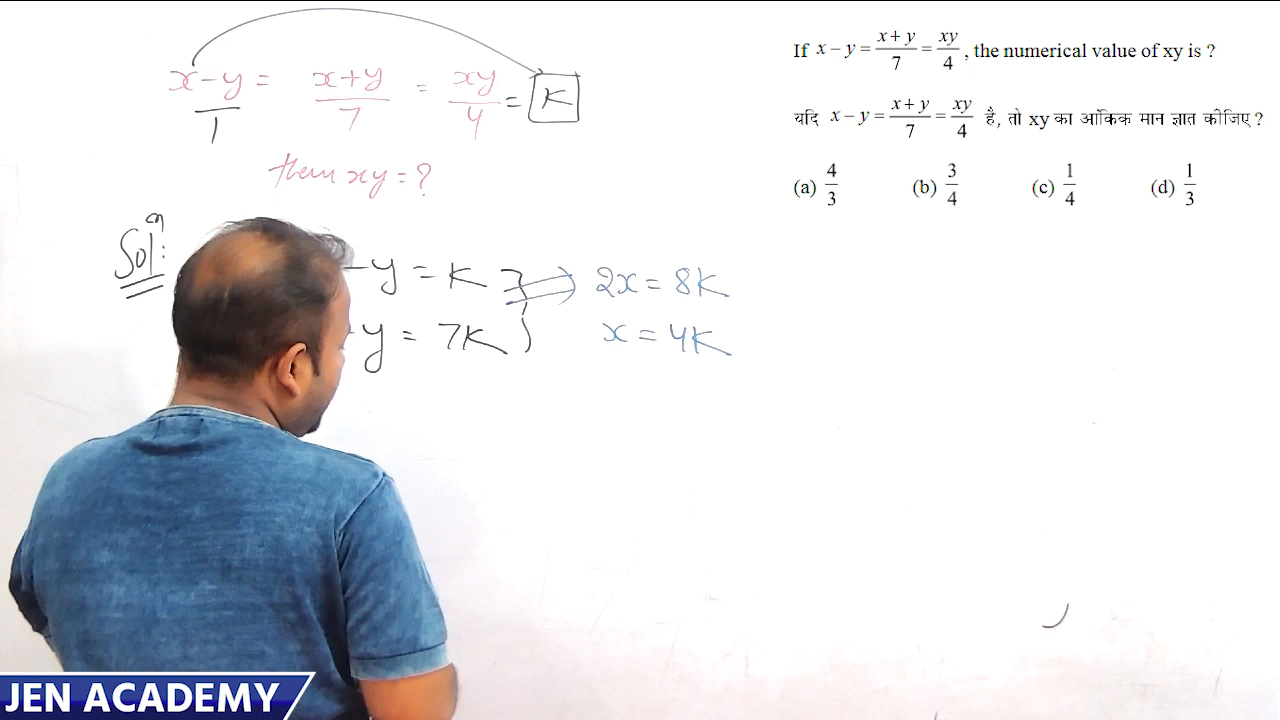 x - y / 1 = x + y / 7 = xy / 4 = K
then xy = ?
Solⁿ:
- y = K ⇒ 2x = 8K
y = 7K x = 4K
If x − y = x + y / 7 = xy / 4 , the numerical value of xy is ?
यदि x − y = x + y / 7 = xy / 4 है, तो xy का आंकिक मान ज्ञात कीजिए ?
(a) 4/3 (b) 3/4 (c) 1/4 (d) 1/3
JEN ACADEMY